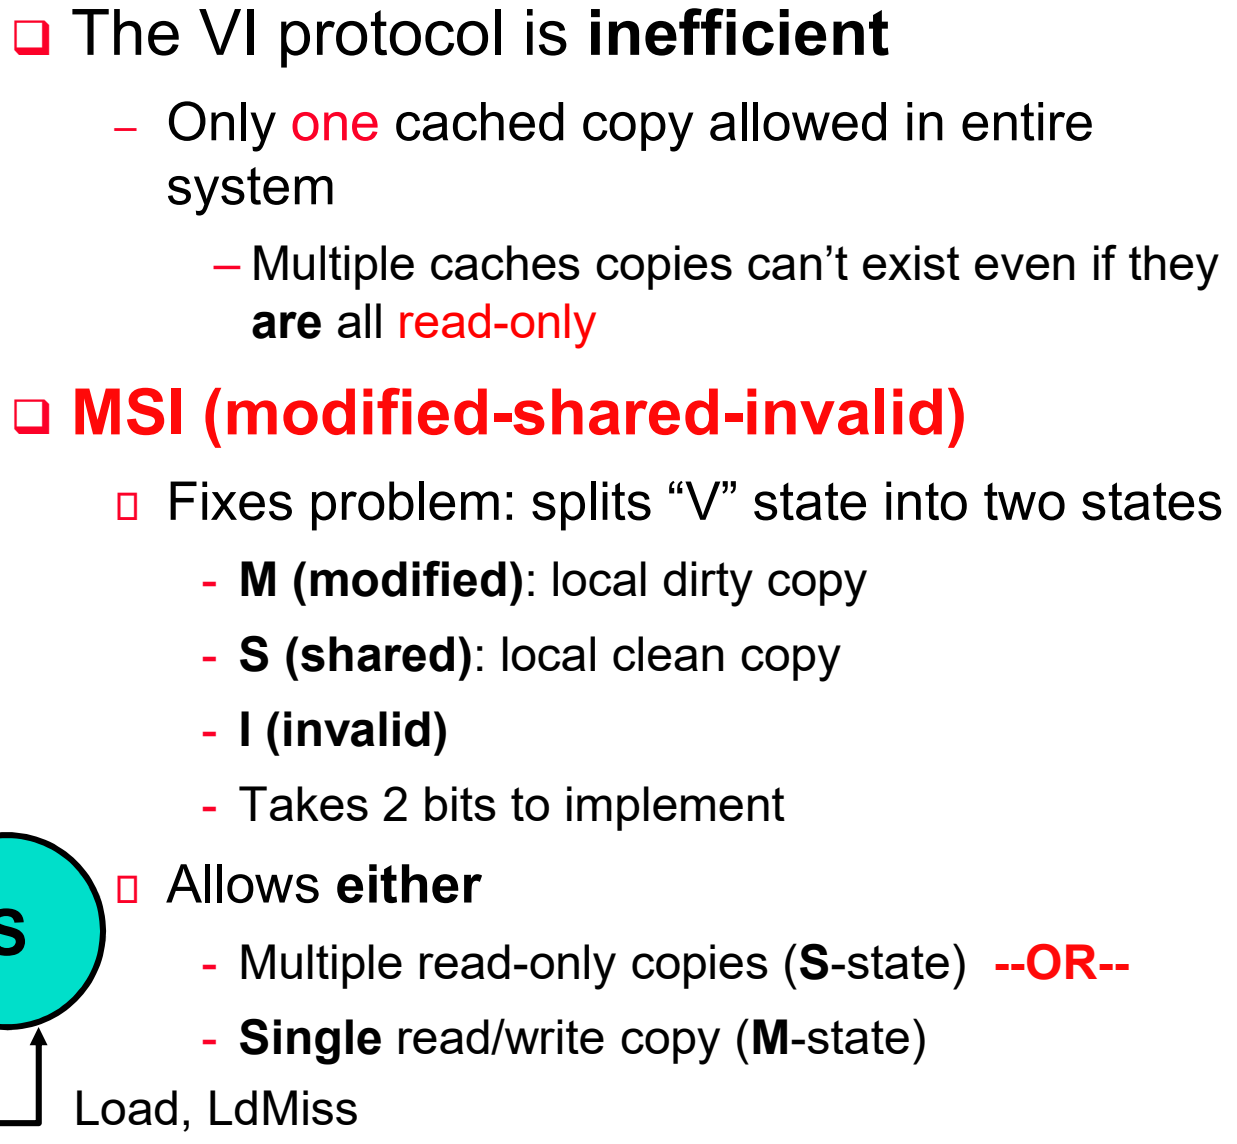 The VI protocol is inefficient
– Only one cached copy allowed in entire
system
– Multiple caches copies can’t exist even if they
are all read-only
MSI (modified-shared-invalid)
Fixes problem: splits “V” state into two states
- M (modified): local dirty copy
- S (shared): local clean copy
- I (invalid)
- Takes 2 bits to implement
Allows either
S
- Multiple read-only copies (S-state) --OR--
- Single read/write copy (M-state)
Load, LdMiss